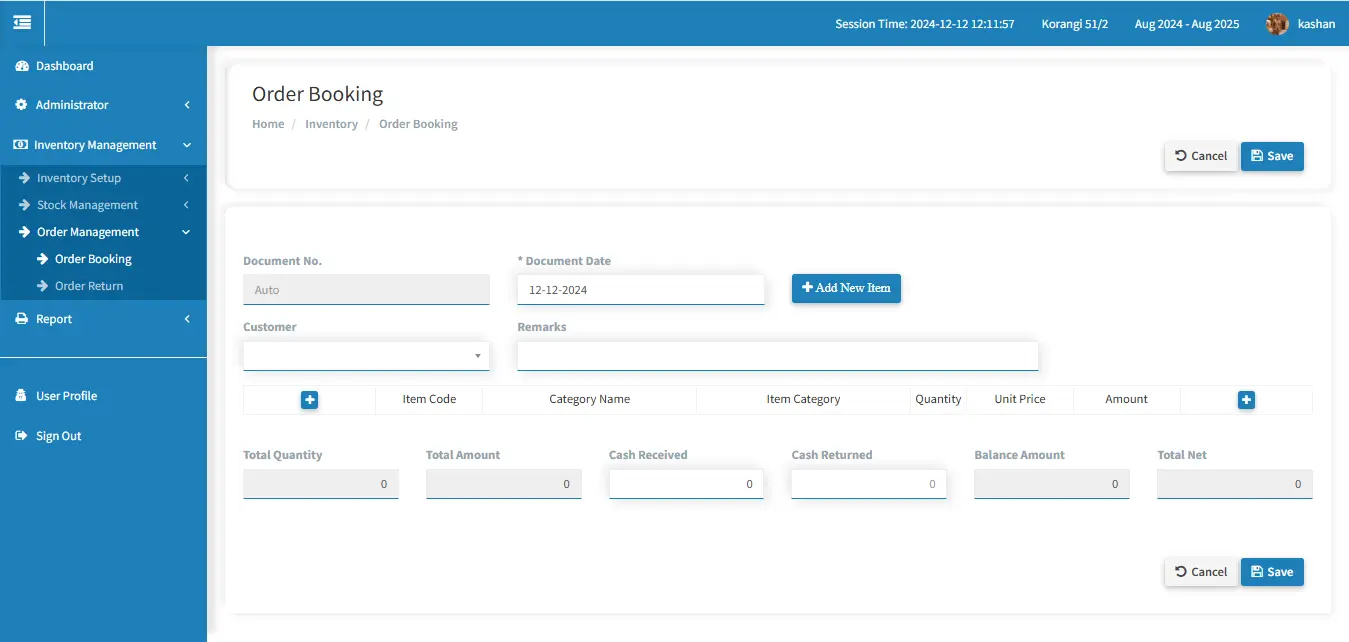 Session Time: 2024-12-12 12:11:57 Korangi 51/2 Aug 2024 - Aug 2025 kashan
Dashboard
Administrator
Inventory Management
Inventory Setup
Stock Management
Order Management
Order Booking
Order Return
Report
User Profile
Sign Out
Order Booking
Home / Inventory / Order Booking
Cancel Save
Document No. * Document Date
Auto 12-12-2024 Add New Item
Customer Remarks
Item Code Category Name Item Category Quantity Unit Price Amount
Total Quantity Total Amount Cash Received Cash Returned Balance Amount Total Net
0 0 0 0 0 0
Cancel Save